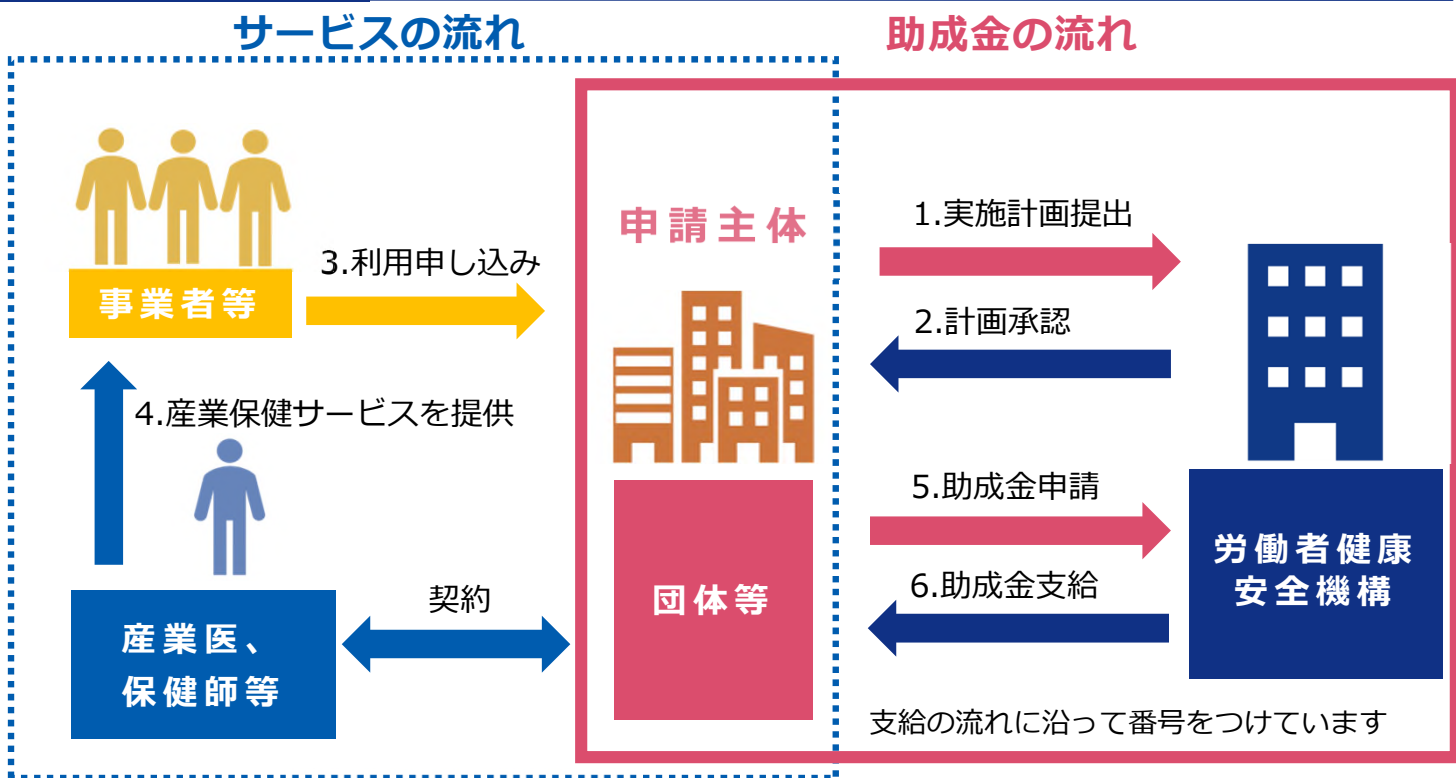 サービスの流れ
助成金の流れ
申請主体
1.実施計画提出
3.利用申し込み
事業者等
2.計画承認
4.産業保健サービスを提供
5.助成金申請
労働者健康
安全機構
契約
団体等
6.助成金支給
産業医、
保健師等
支給の流れに沿って番号をつけています